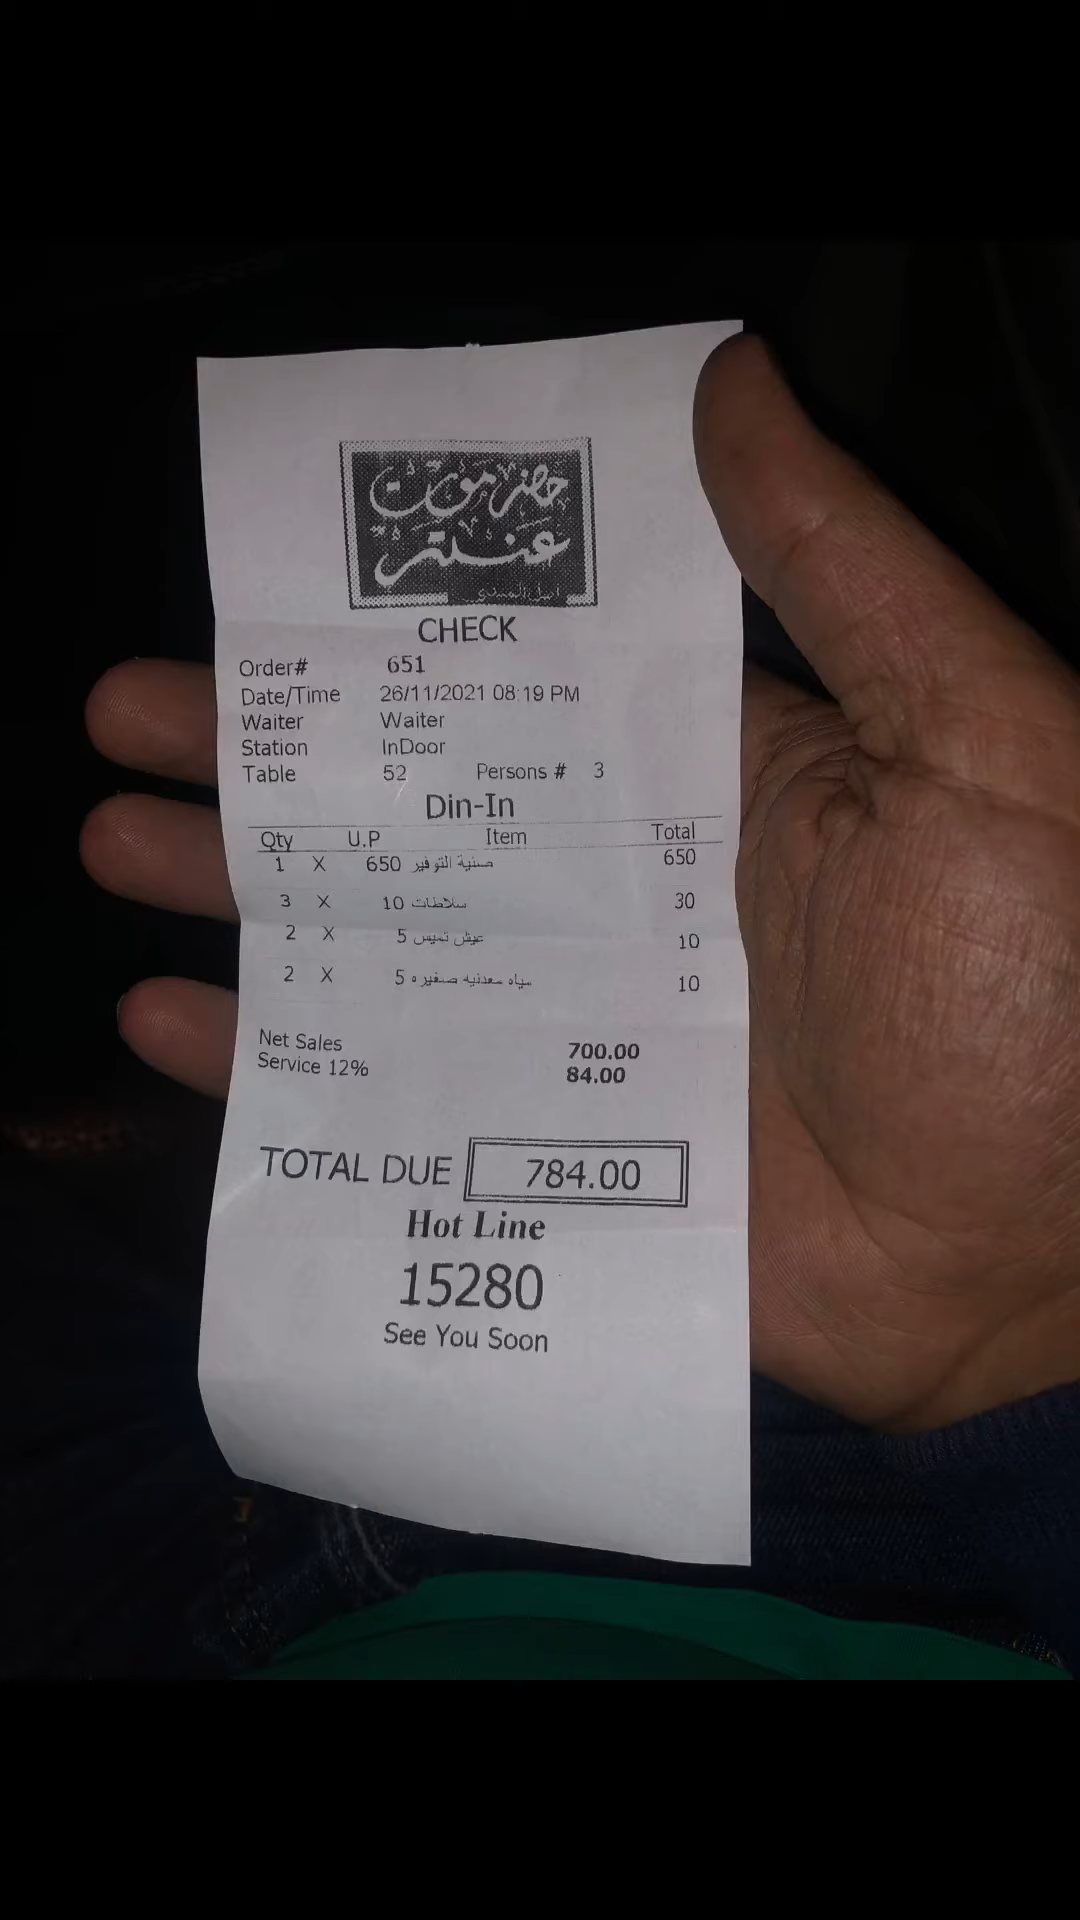 حضرموت
عنتر
اصل المندي
CHECK
Order# 651
Date/Time 26/11/2021 08:19 PM
Waiter Waiter
Station InDoor
Table 52 Persons # 3
Din-In
Qty U.P Item Total
1 X 650 صنية التوفير 650
3 X 10 سلاطات 30
2 X 5 عيش تميس 10
2 X 5 مياه معدنيه صغيره 10
Net Sales 700.00
Service 12% 84.00
TOTAL DUE 784.00
Hot Line
15280
See You Soon